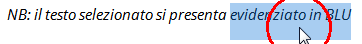 NB: il testo selezionato si presenta evidenziato in BLU